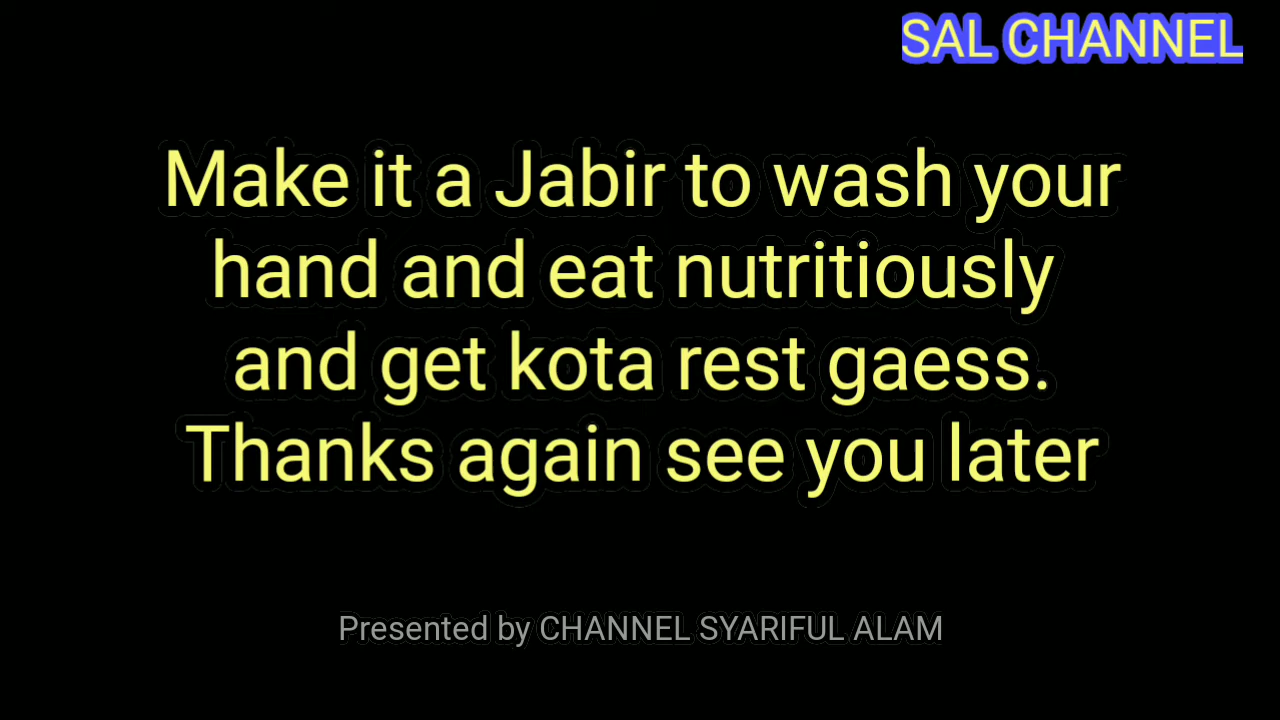 SAL CHANNEL
Make it a Jabir to wash your
hand and eat nutritiously
and get kota rest gaess.
Thanks again see you later
Presented by CHANNEL SYARIFUL ALAM